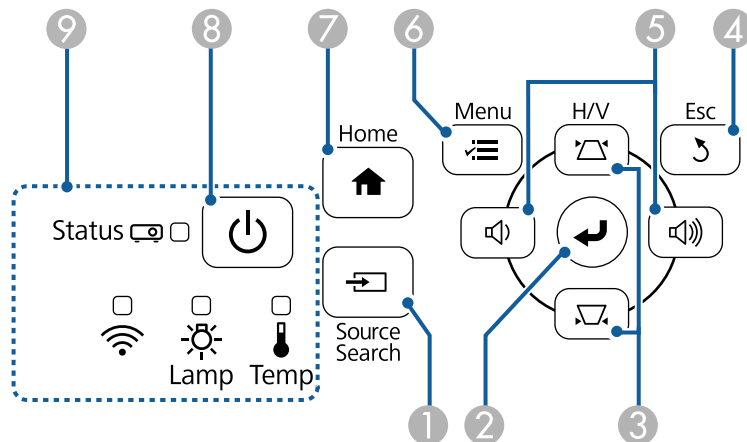 9 8 7 6 5 4
Menu H/V Esc
Home
Status
Source
Search
Lamp Temp
1 2 3